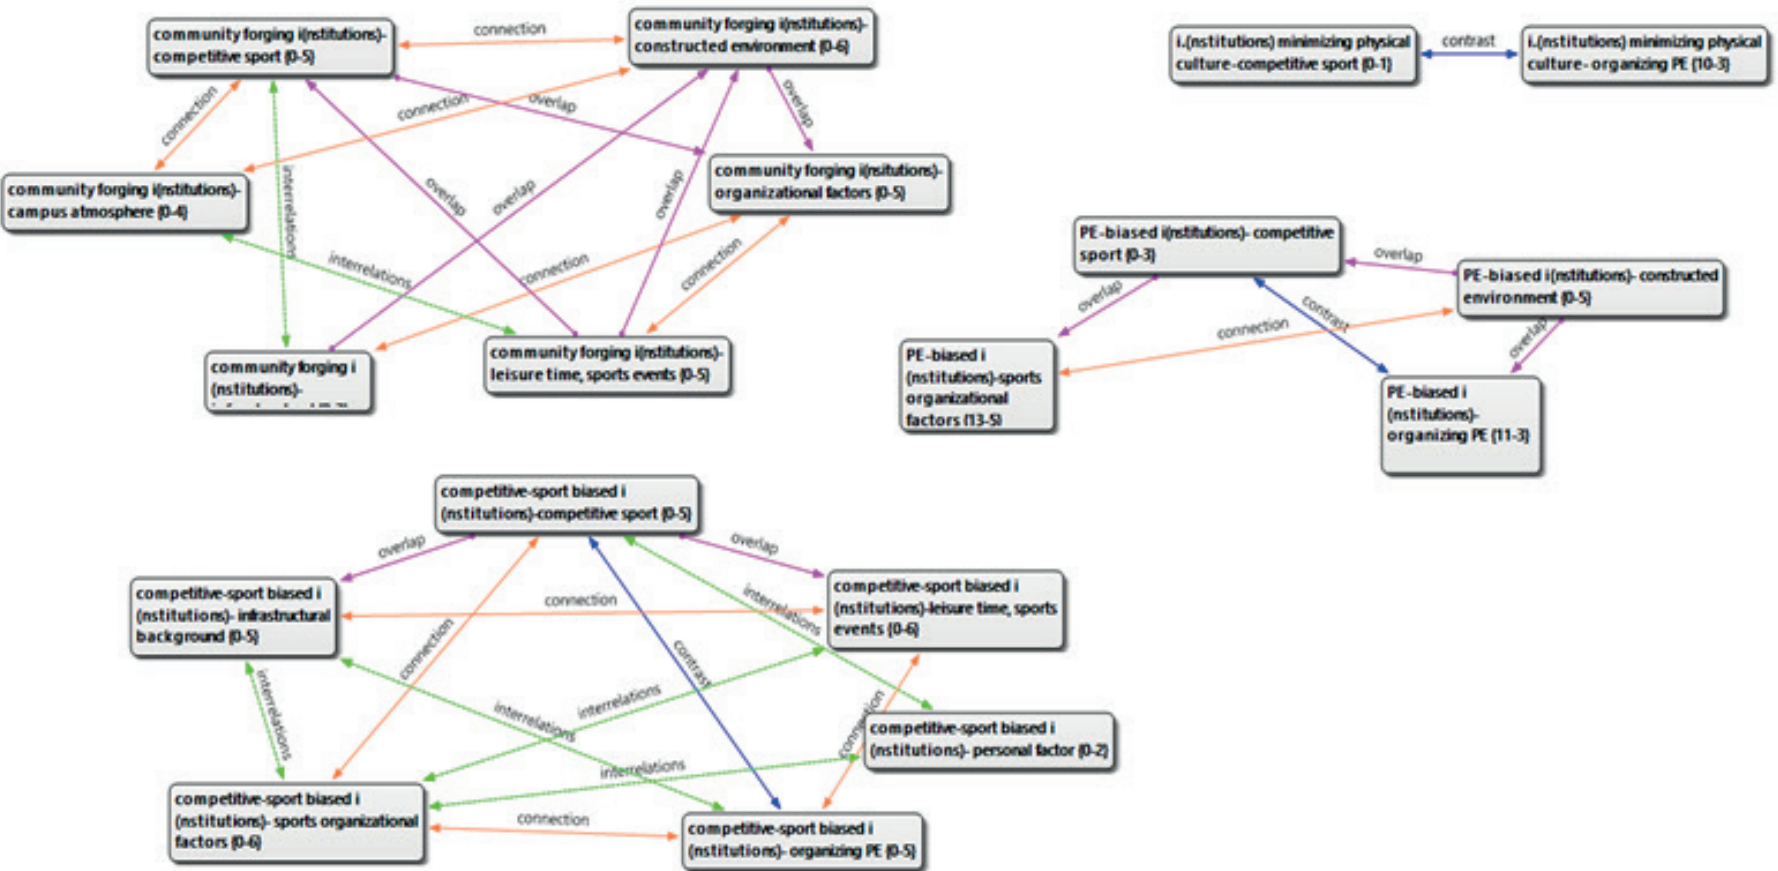 community forging i(nstitutions)-
competitive sport {0-5}
connection
community forging i(nstitutions)-
constructed environment {0-6}
i.(nstitutions) minimizing physical
culture-competitive sport {0-1}
contrast
i.(nstitutions) minimizing physical
culture- organizing PE {10-3}
connection
connection
overlap
overlap
community forging i(nsitutions)-
organizational factors {0-5}
community forging i(nstitutions)-
campus atmosphere {0-4}
interrelations
overlap
overlap
overlap
interrelations
connection
connection
community forging i
(nstitutions)-
community forging i(nstitutions)-
leisure time, sports events {0-5}
PE-biased i(nstitutions)- competitive
sport {0-3}
overlap
PE-biased i(nstitutions)- constructed
environment {0-5}
overlap
connection
contrast
overlap
PE-biased i
(nstitutions)-sports
organizational
factors {13-5}
PE-biased i
(nstitutions)-
organizing PE {11-3}
competitive-sport biased i
(nstitutions)-competitive sport {0-5}
overlap
overlap
competitive-sport biased i
(nstitutions)- infrastructural
background {0-5}
connection
interrelations
competitive-sport biased i
(nstitutions)-leisure time, sports
events {0-6}
connection
contrast
interrelations
interrelations
interrelations
connection
competitive-sport biased i
(nstitutions)- personal factor {0-2}
interrelations
competitive-sport biased i
(nstitutions)- sports organizational
factors {0-6}
connection
competitive-sport biased i
(nstitutions)- organizing PE {0-5}